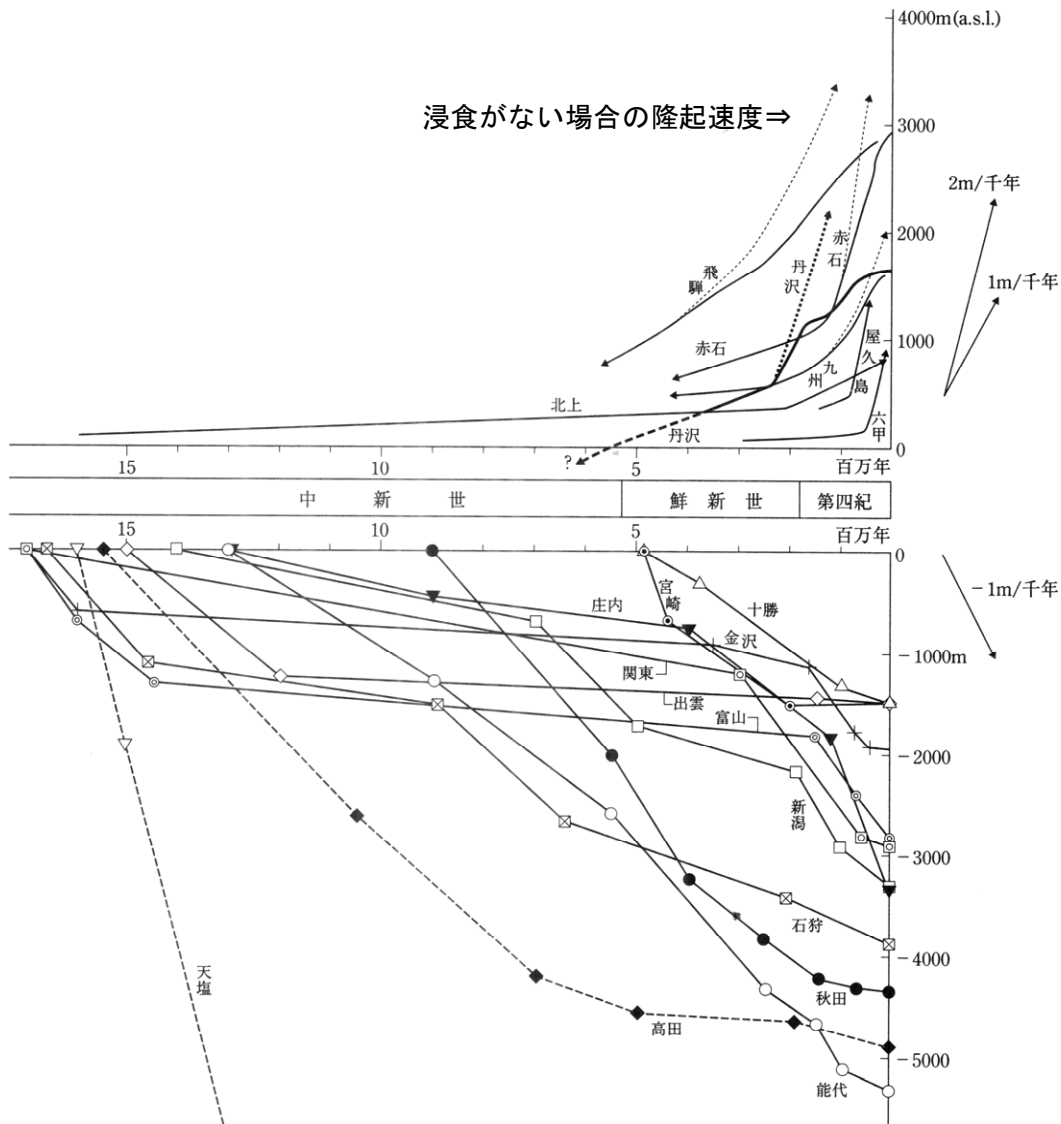 4000m(a.s.l.)
浸食がない場合の隆起速度⇒
3000
2m/千年
2000
1m/千年
飛騨
丹沢
赤石
赤石
1000
屋久島
九州
北上
六甲
丹沢
0
?
15
10
5
百万年
中新世
鮮新世
第四紀
15
10
5
百万年
0
宮崎
十勝
−1m/千年
庄内
金沢
関東
−1000m
出雲
富山
−2000
新潟
−3000
石狩
天塩
−4000
秋田
高田
−5000
能代